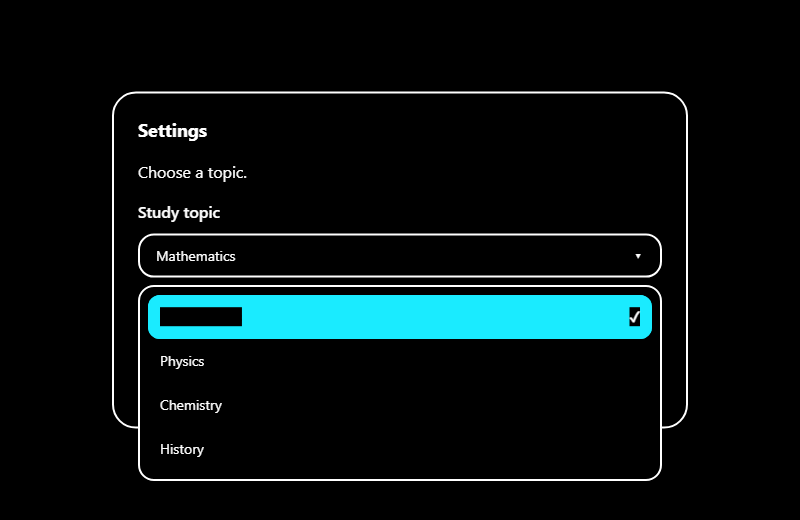 Settings
Choose a topic.
Study topic
Mathematics
Physics
Chemistry
History